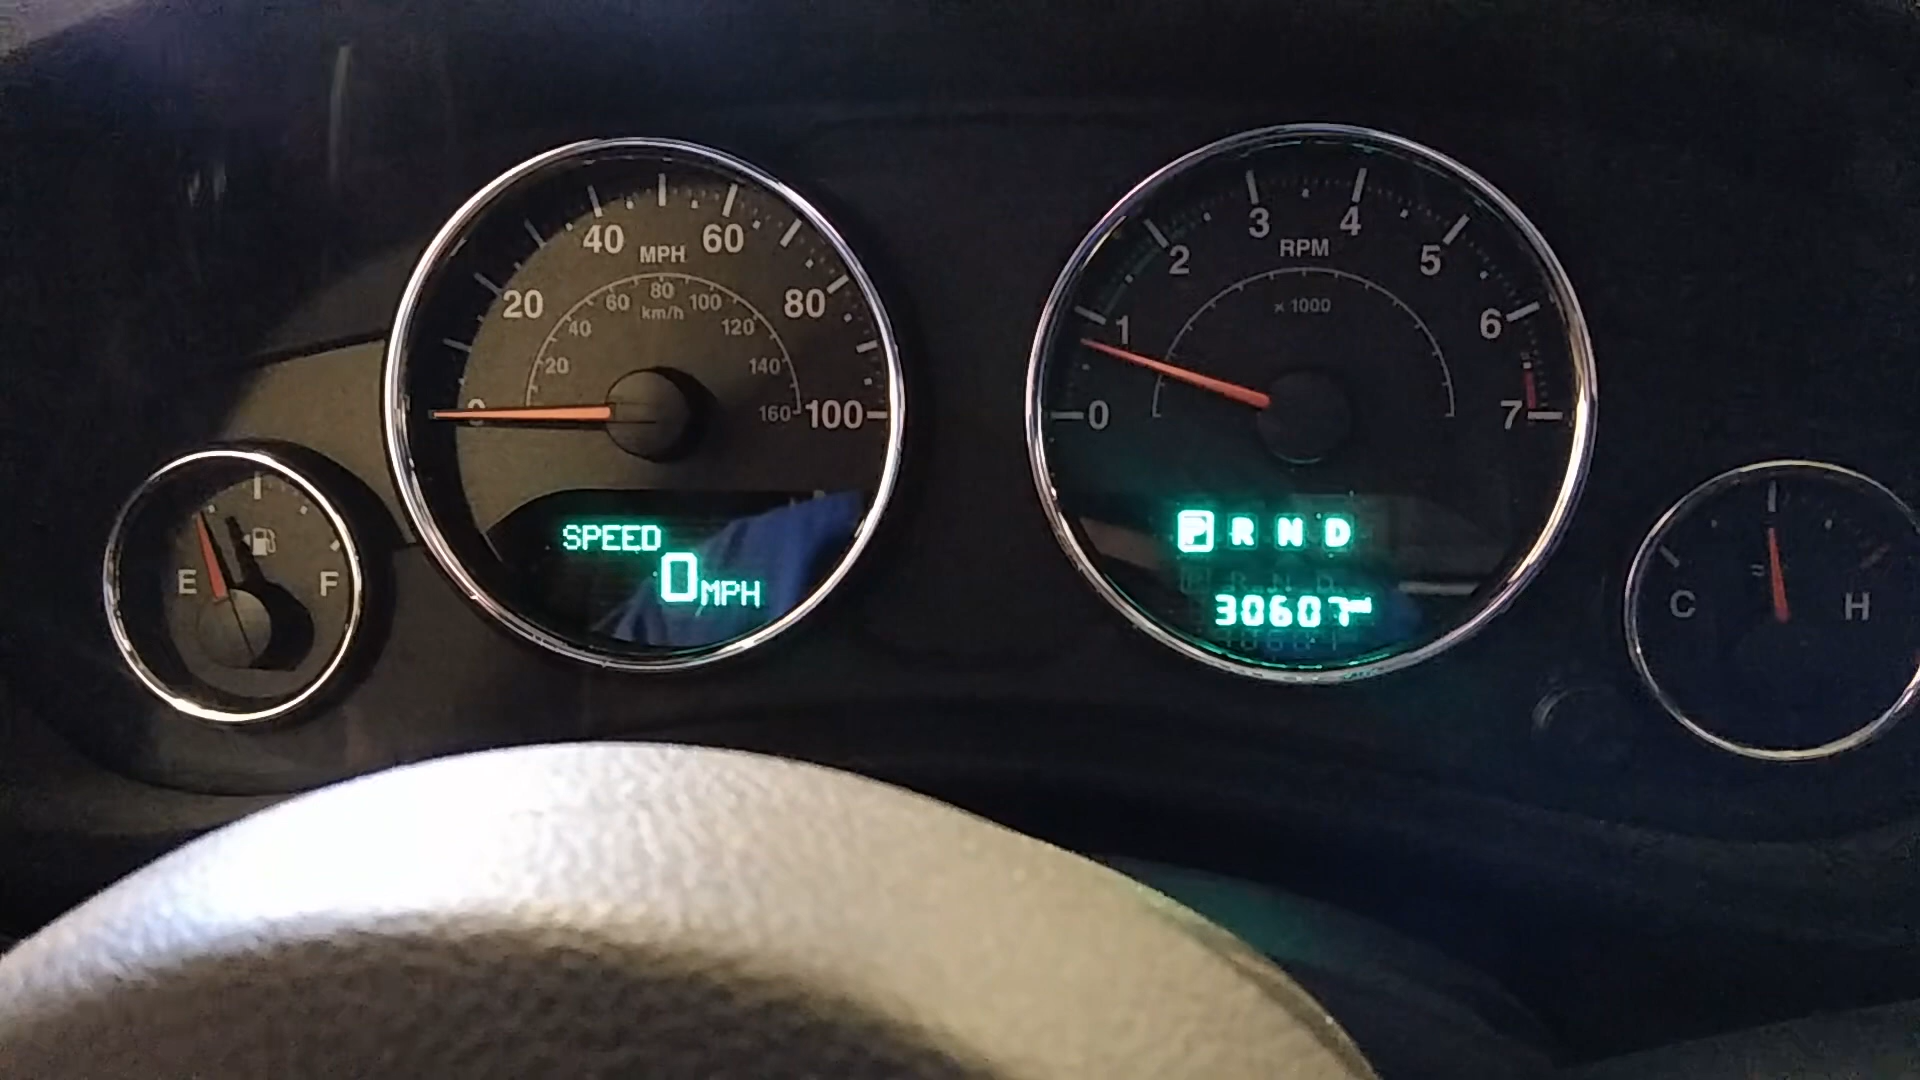 40 MPH 60
20 80
60 80 100
km/h
40 120
20 140
0 160 100
E F
SPEED
0 MPH
3 4
2 RPM 5
x 1000
1 6
0 7
P R N D
30607
C H